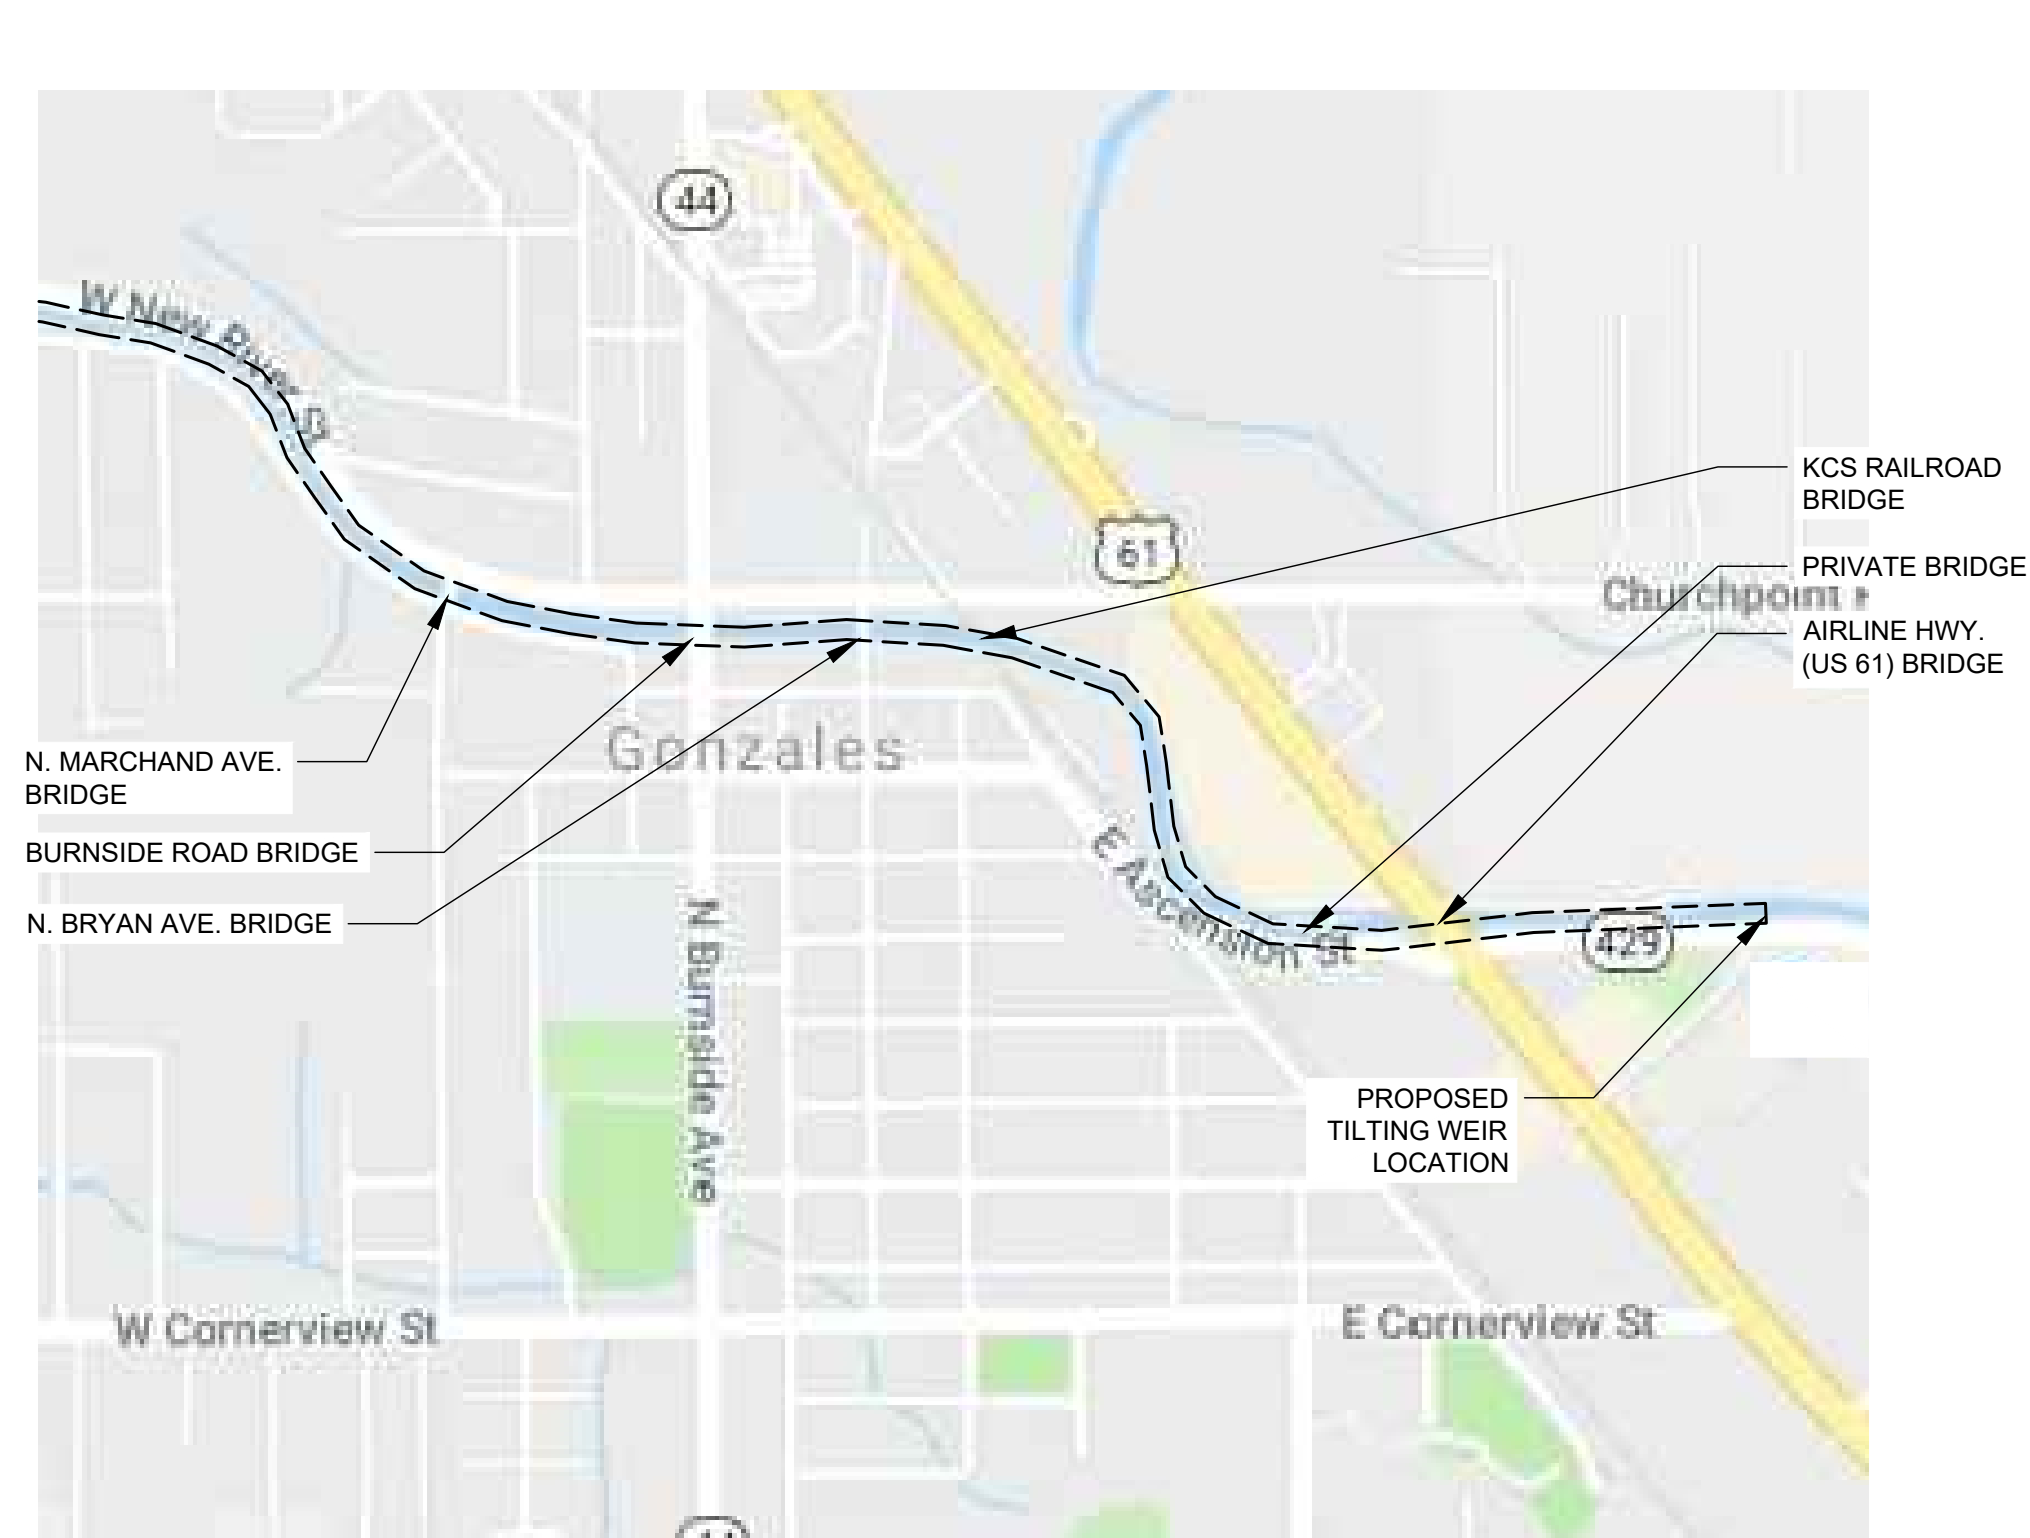 44
W New River S
KCS RAILROAD
BRIDGE
61
PRIVATE BRIDGE
Churchpoint
AIRLINE HWY.
(US 61) BRIDGE
Gonzales
N. MARCHAND AVE.
BRIDGE
BURNSIDE ROAD BRIDGE
E Ascension St
N. BRYAN AVE. BRIDGE
429
N Burnside Ave
PROPOSED
TILTING WEIR
LOCATION
W Cornerview St
E Cornerview St